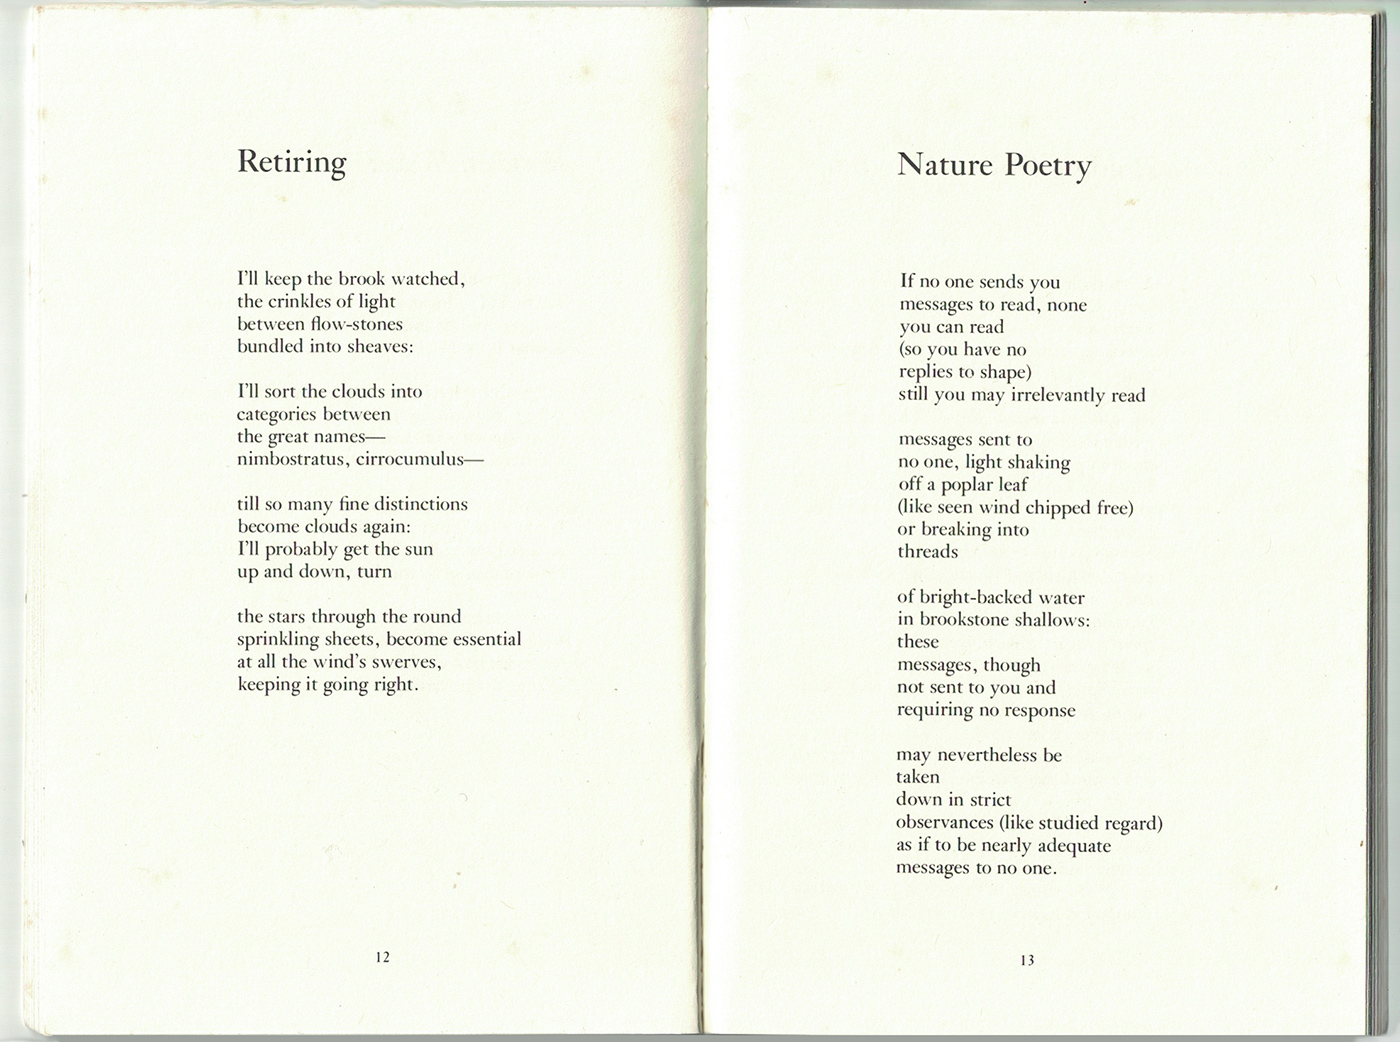 Retiring
I'll keep the brook watched,
the crinkles of light
between flow-stones
bundled into sheaves:
I'll sort the clouds into
categories between
the great names—
nimbostratus, cirrocumulus—
till so many fine distinctions
become clouds again:
I'll probably get the sun
up and down, turn
the stars through the round
sprinkling sheets, become essential
at all the wind's swerves,
keeping it going right.
12
Nature Poetry
If no one sends you
messages to read, none
you can read
(so you have no
replies to shape)
still you may irrelevantly read
messages sent to
no one, light shaking
off a poplar leaf
(like seen wind chipped free)
or breaking into
threads
of bright-backed water
in brookstone shallows:
these
messages, though
not sent to you and
requiring no response
may nevertheless be
taken
down in strict
observances (like studied regard)
as if to be nearly adequate
messages to no one.
13